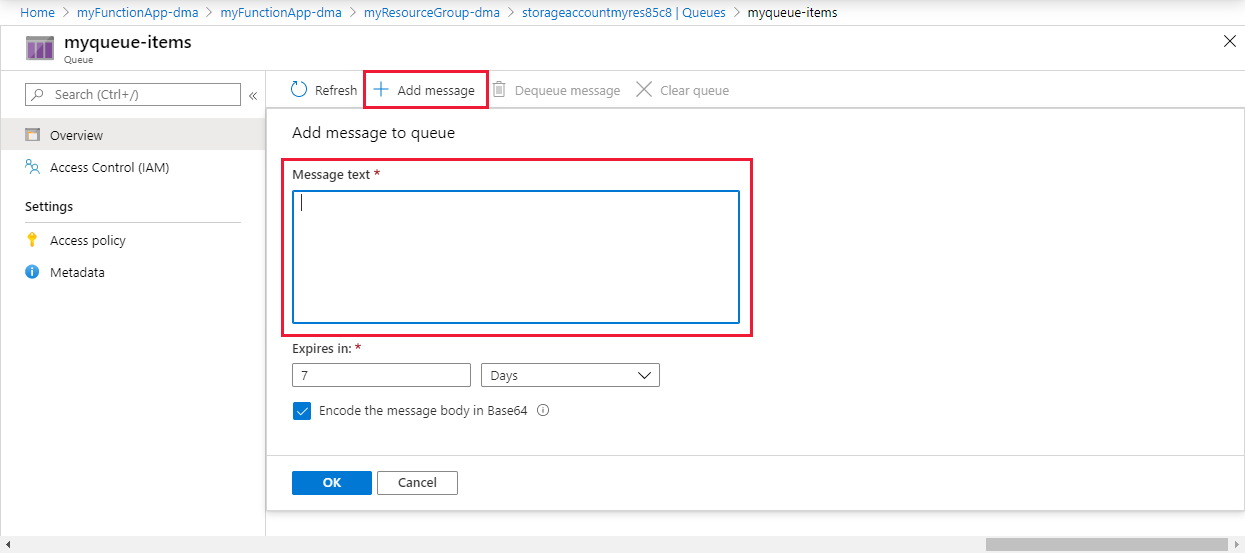 Home > myFunctionApp-dma > myFunctionApp-dma > myResourceGroup-dma > storageaccountmyres85c8 | Queues > myqueue-items
myqueue-items
Queue
Search (Ctrl+/)
«
Refresh
Add message
Dequeue message
Clear queue
Overview
Access Control (IAM)
Settings
Access policy
Metadata
Add message to queue
Message text *
Expires in: *
7
Days
Encode the message body in Base64
OK
Cancel